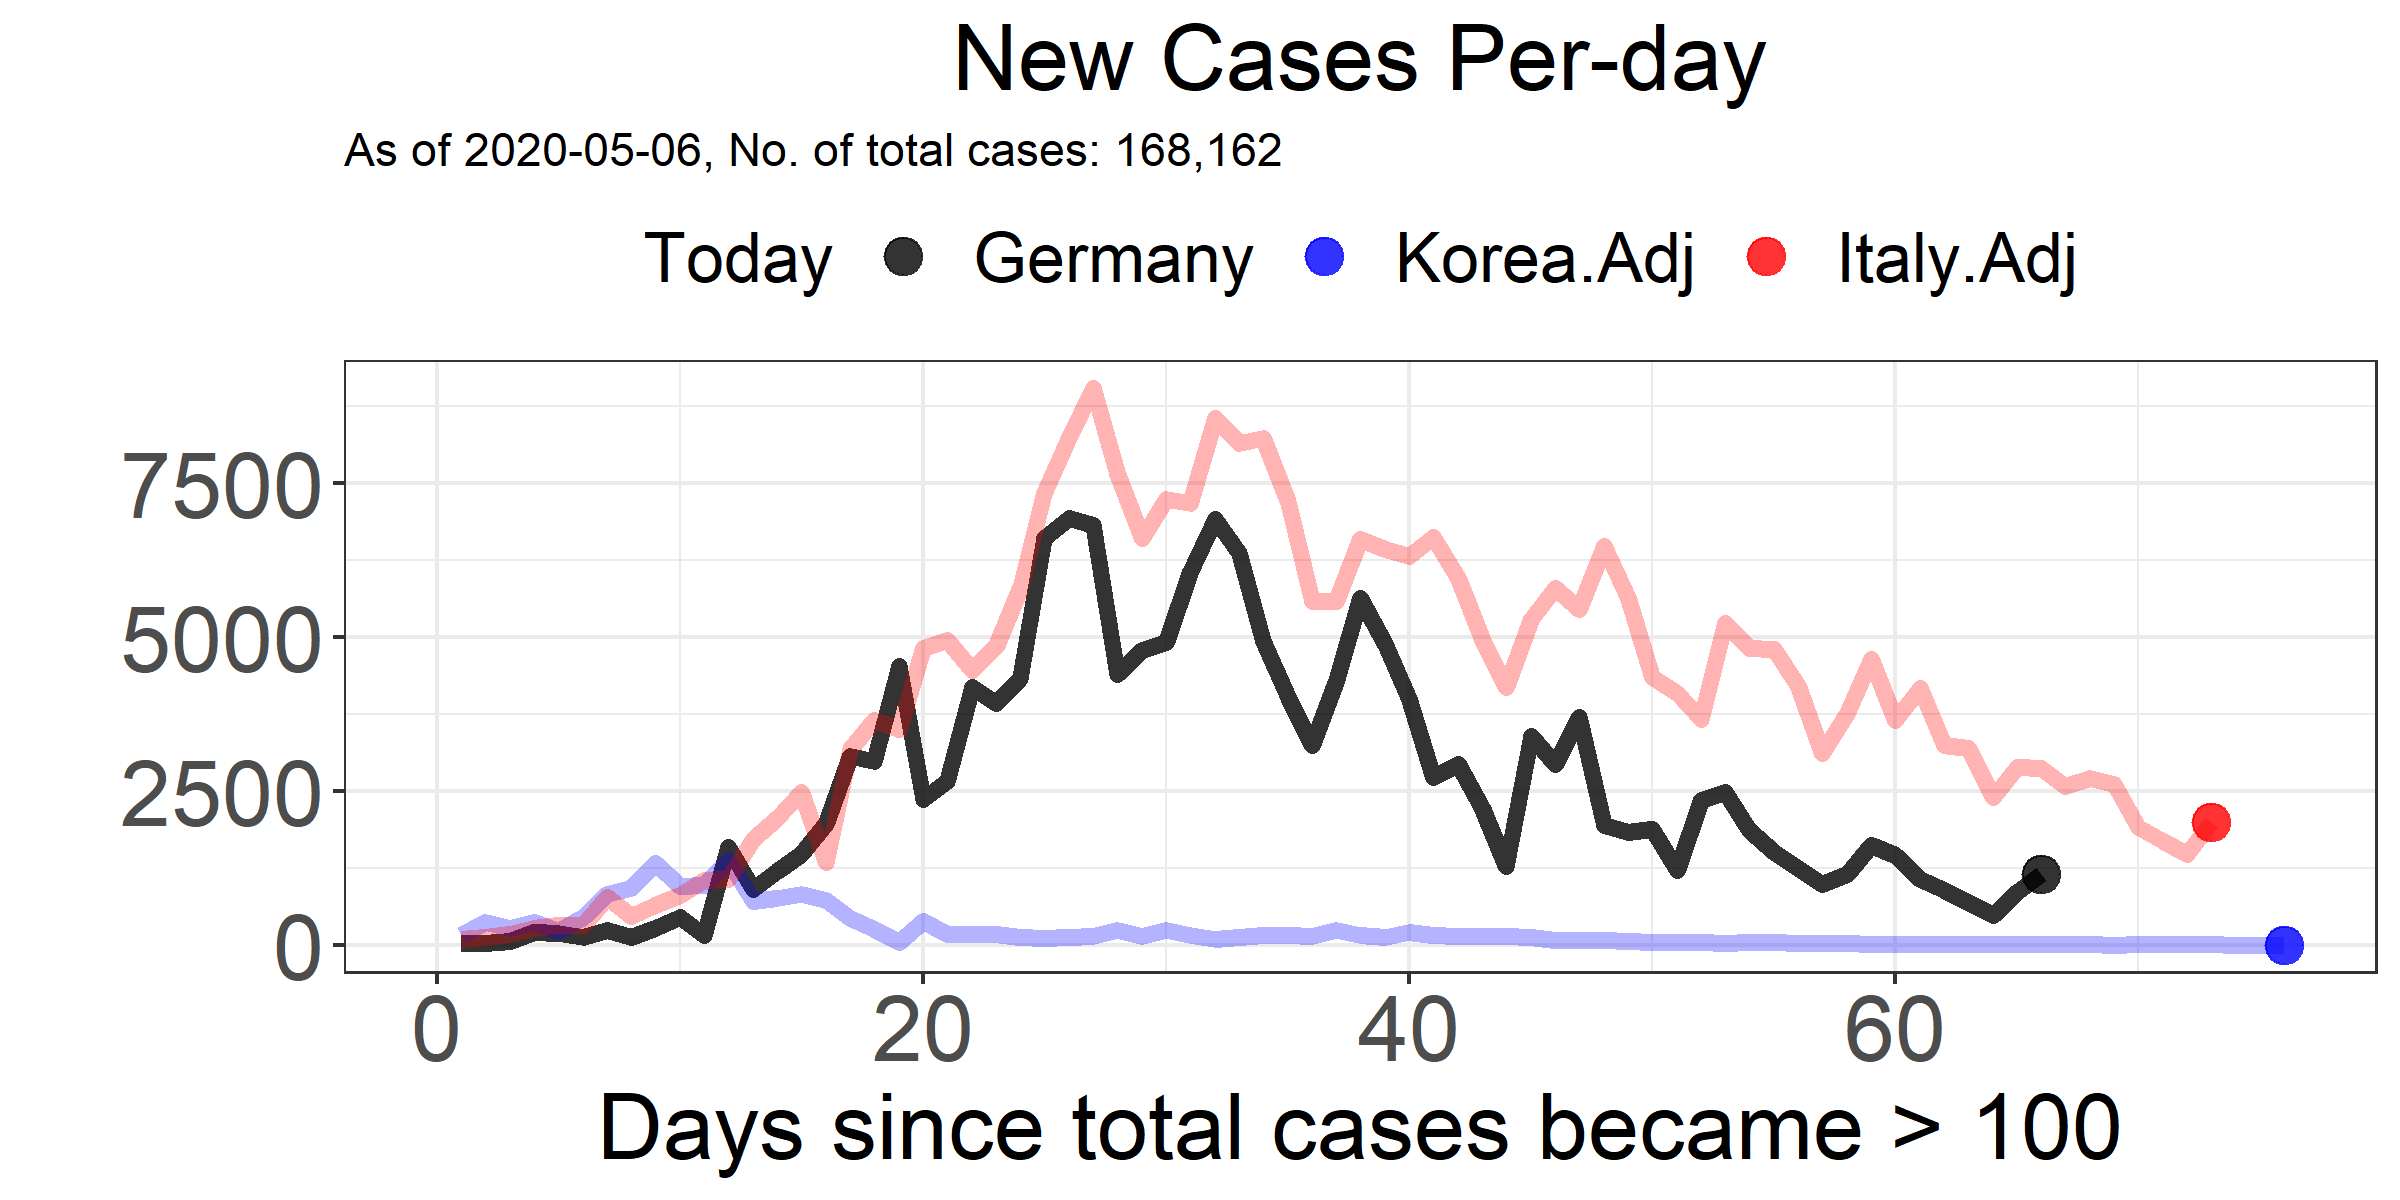 New Cases Per-day
As of 2020-05-06, No. of total cases: 168,162
Today Germany Korea.Adj Italy.Adj
7500
5000
2500
0
0 20 40 60
Days since total cases became > 100